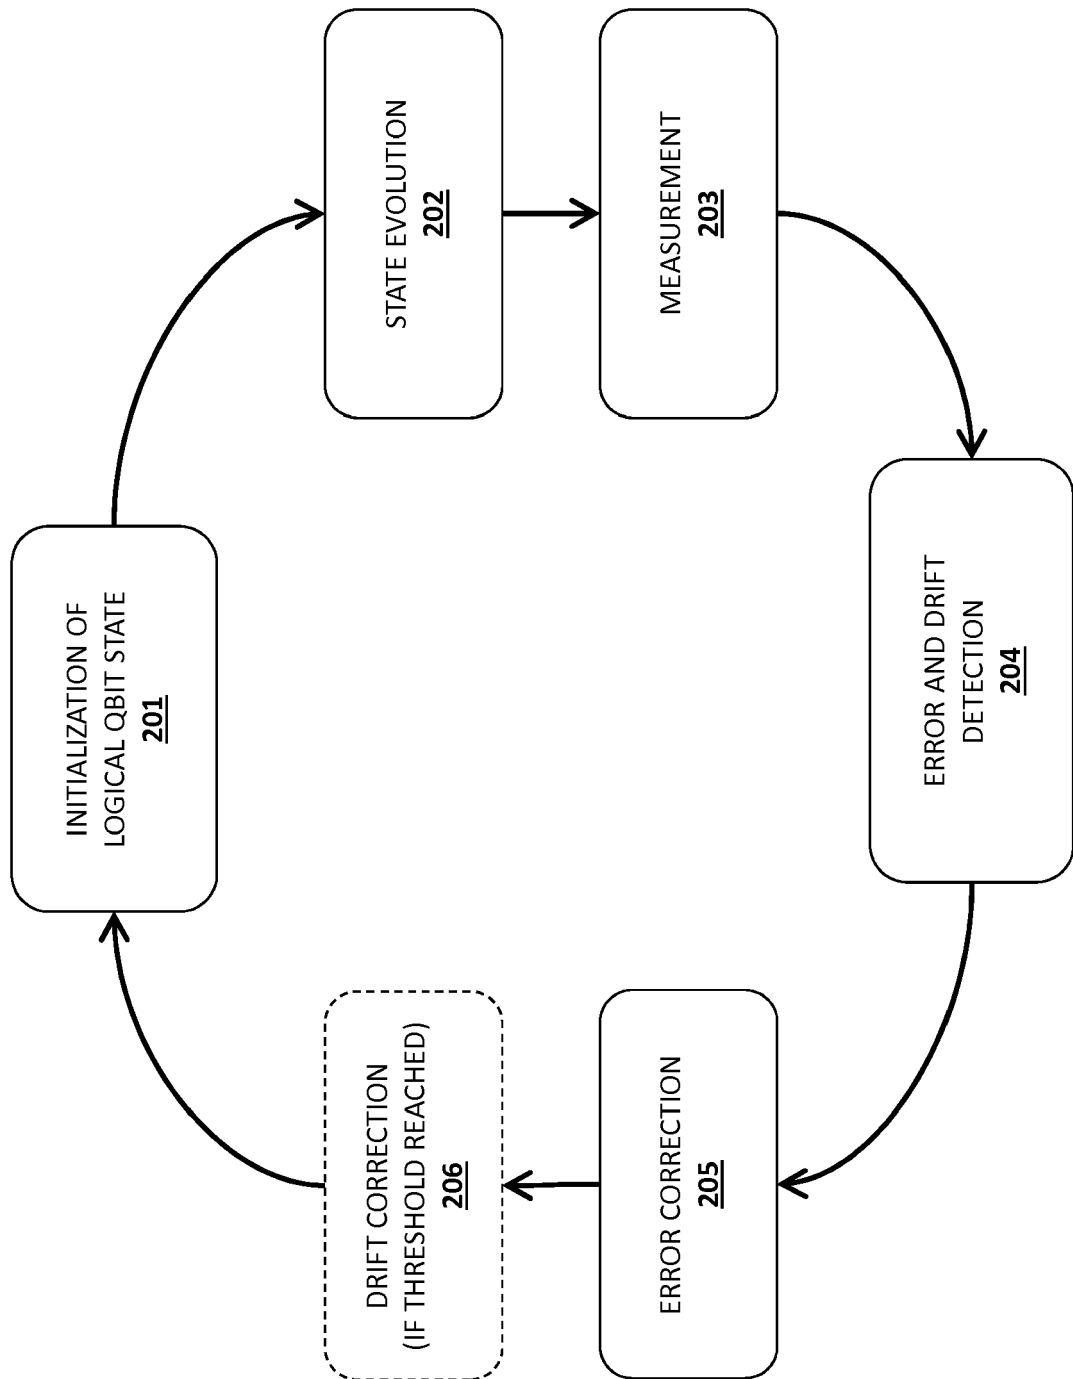 INITIALIZATION OF
LOGICAL QBIT STATE
201
STATE EVOLUTION
202
MEASUREMENT
203
ERROR AND DRIFT
DETECTION
204
ERROR CORRECTION
205
DRIFT CORRECTION
(IF THRESHOLD REACHED)
206